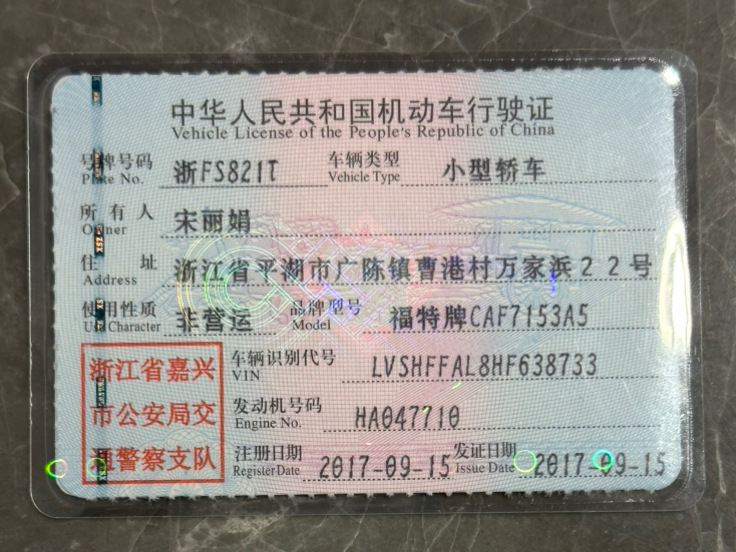 中华人民共和国机动车行驶证
Vehicle License of the People's Republic of China
号牌号码 浙FS821T 车辆类型 小型轿车
Plate No. Vehicle Type
所有人 宋丽娟
Owner
住址 浙江省平湖市广陈镇曹港村万家浜22号
Address
使用性质 非营运 品牌型号 福特牌CAF7153A5
Use Character Model
浙江省嘉兴
市公安局交
通警察支队
车辆识别代号 LVSHFFAL8HF638733
VIN
发动机号码 HA047710
Engine No.
注册日期 2017-09-15 发证日期 2017-09-15
Register Date Issue Date